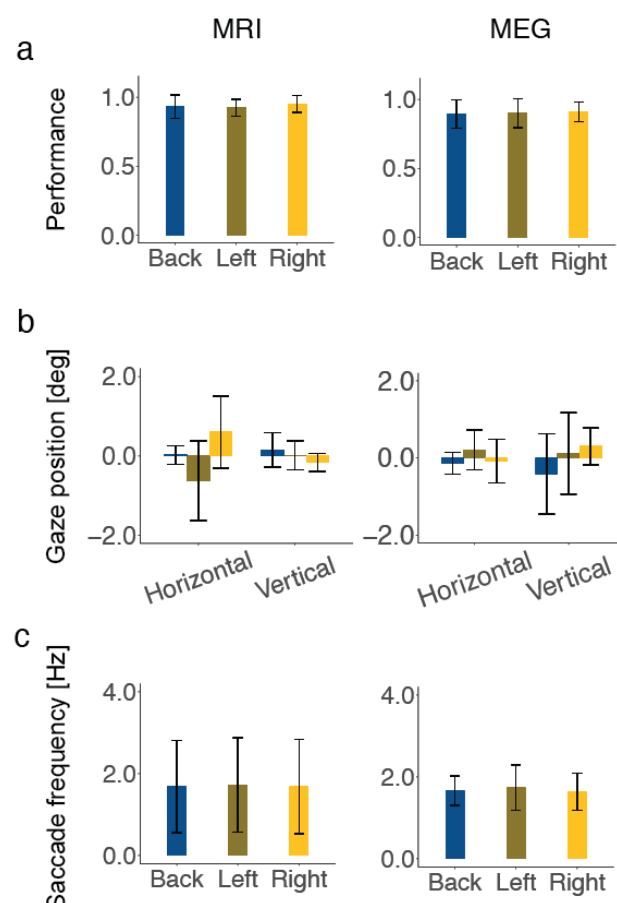 MRI MEG
a
Performance
1.0
0.5
0.0
Back Left Right
1.0
0.5
0.0
Back Left Right
b
Gaze position [deg]
2.0
0.0
−2.0
Horizontal Vertical
2.0
0.0
−2.0
Horizontal Vertical
c
Saccade frequency [Hz]
4.0
2.0
0.0
Back Left Right
4.0
2.0
0.0
Back Left Right